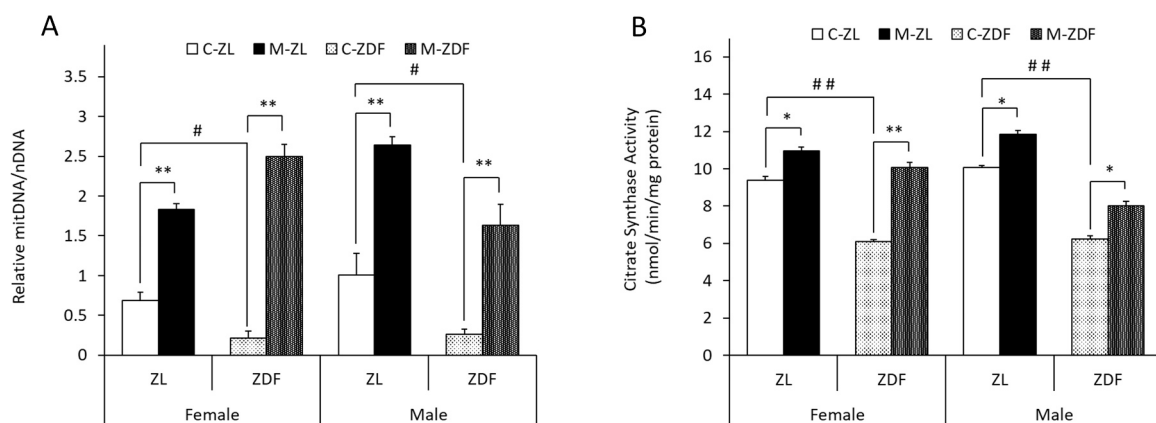 A
C-ZL M-ZL C-ZDF M-ZDF
Relative mitDNA/nDNA
3.5
3
2.5
2
1.5
1
0.5
0
**
#
**
#
**
**
ZL ZDF ZL ZDF
Female Male
B
C-ZL M-ZL C-ZDF M-ZDF
Citrate Synthase Activity
(nmol/min/mg protein)
16
14
12
10
8
6
4
2
0
*
# #
**
# #
*
*
ZL ZDF ZL ZDF
Female Male